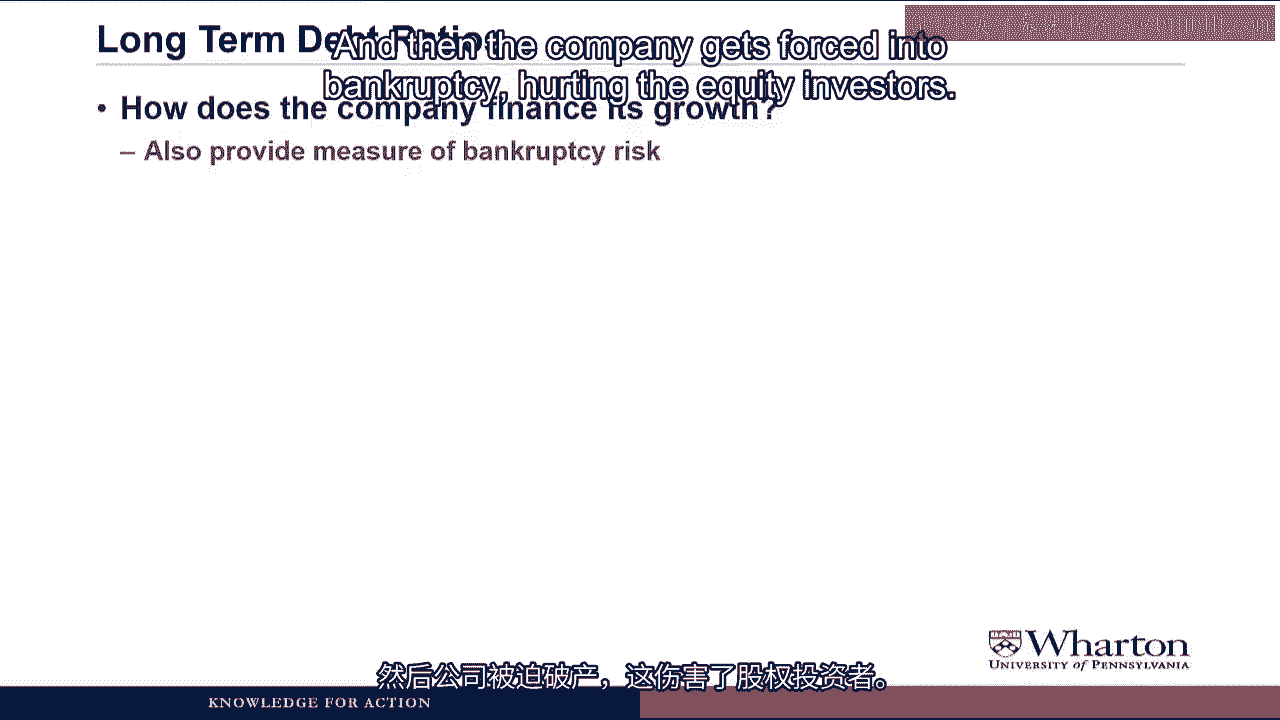 Long Term Debt Ratios
And then the company gets forced into
bankruptcy, hurting the equity investors.
• How does the company finance its growth?
– Also provide measure of bankruptcy risk
Wharton
UNIVERSITY of PENNSYLVANIA
然后公司被迫破产，这伤害了股权投资者。
KNOWLEDGE FOR ACTION